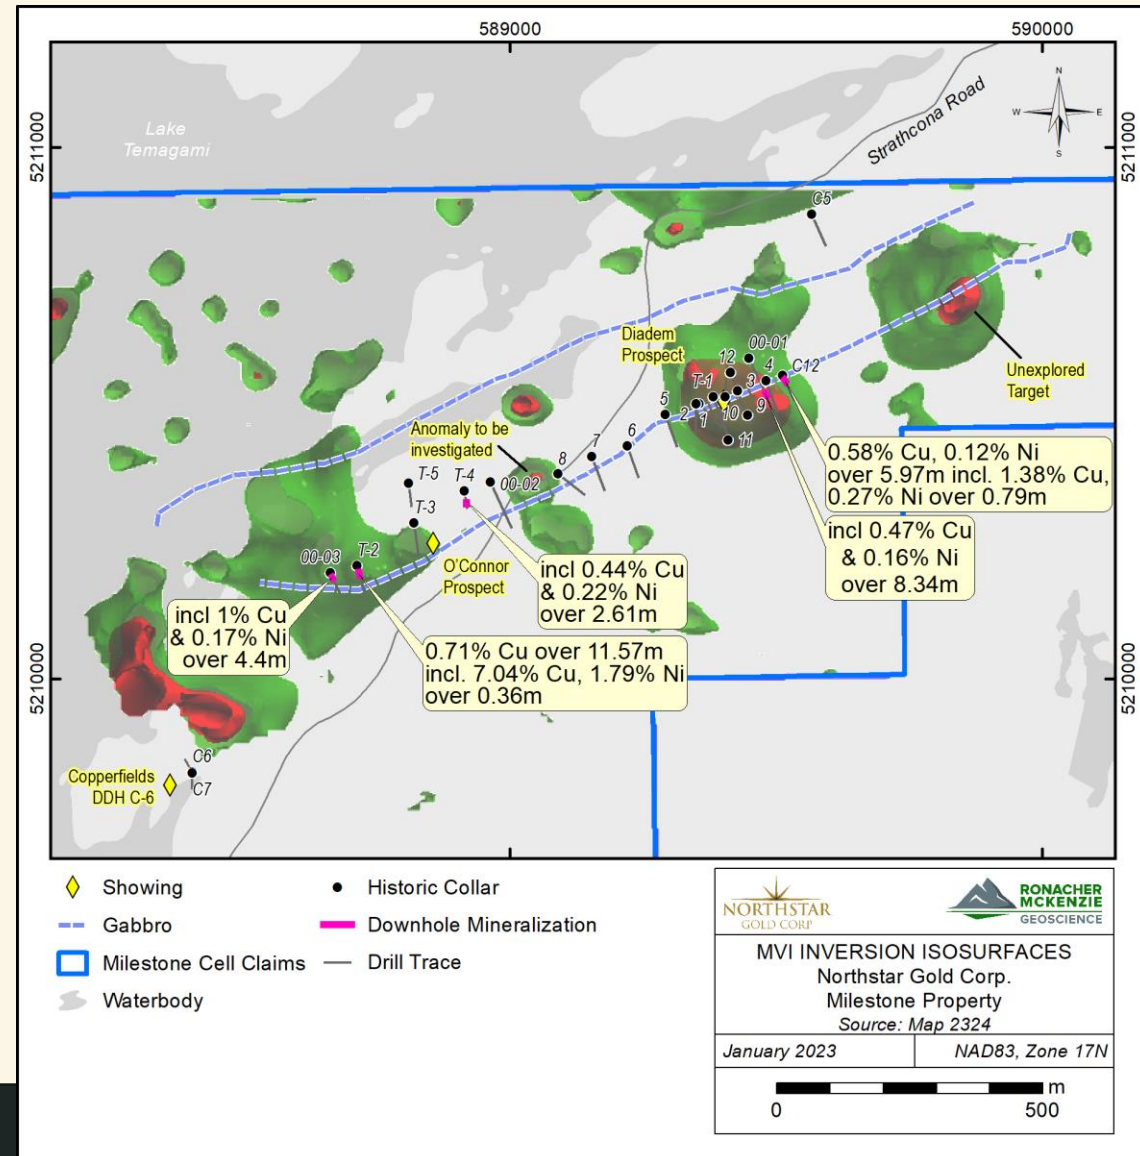 589000
590000
5211000
5211000
5210000
5210000
N
W
E
S
Lake
Temagami
Strathcona Road
C5
Diadem
Prospect
00-01
12
T-1
3
4
C12
5
2
1
10
9
11
Unexplored
Target
Anomaly to be
investigated
6
7
8
T-5
T-4
00-02
T-3
00-03
T-2
O'Connor
Prospect
0.58% Cu, 0.12% Ni
over 5.97m incl. 1.38% Cu,
0.27% Ni over 0.79m
incl 0.47% Cu
& 0.16% Ni
over 8.34m
incl 0.44% Cu
& 0.22% Ni
over 2.61m
incl 1% Cu
& 0.17% Ni
over 4.4m
0.71% Cu over 11.57m
incl. 7.04% Cu, 1.79% Ni
over 0.36m
C6
C7
Copperfields
DDH C-6
Showing
Historic Collar
Gabbro
Downhole Mineralization
Milestone Cell Claims
Drill Trace
Waterbody
NORTHSTAR
GOLD CORP
RONACHER
MCKENZIE
GEOSCIENCE
MVI INVERSION ISOSURFACES
Northstar Gold Corp.
Milestone Property
Source: Map 2324
January 2023
NAD83, Zone 17N
m
0
500